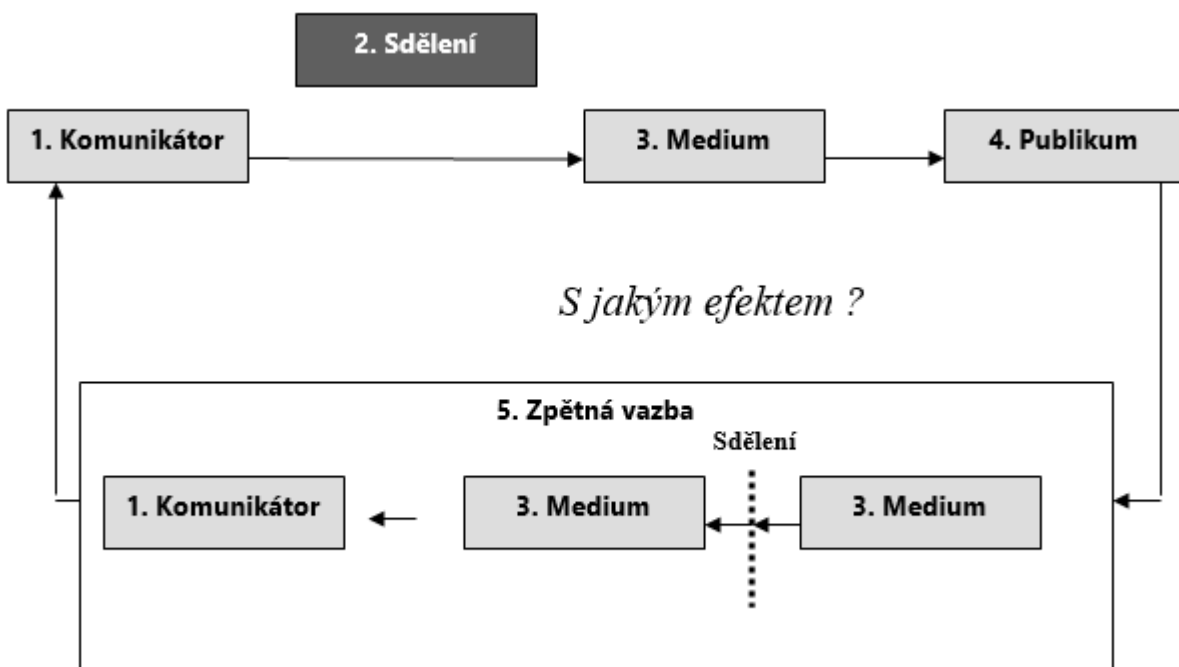 2. Sdělení
1. Komunikátor
3. Medium
4. Publikum
S jakým efektem ?
5. Zpětná vazba
Sdělení
1. Komunikátor
3. Medium
3. Medium